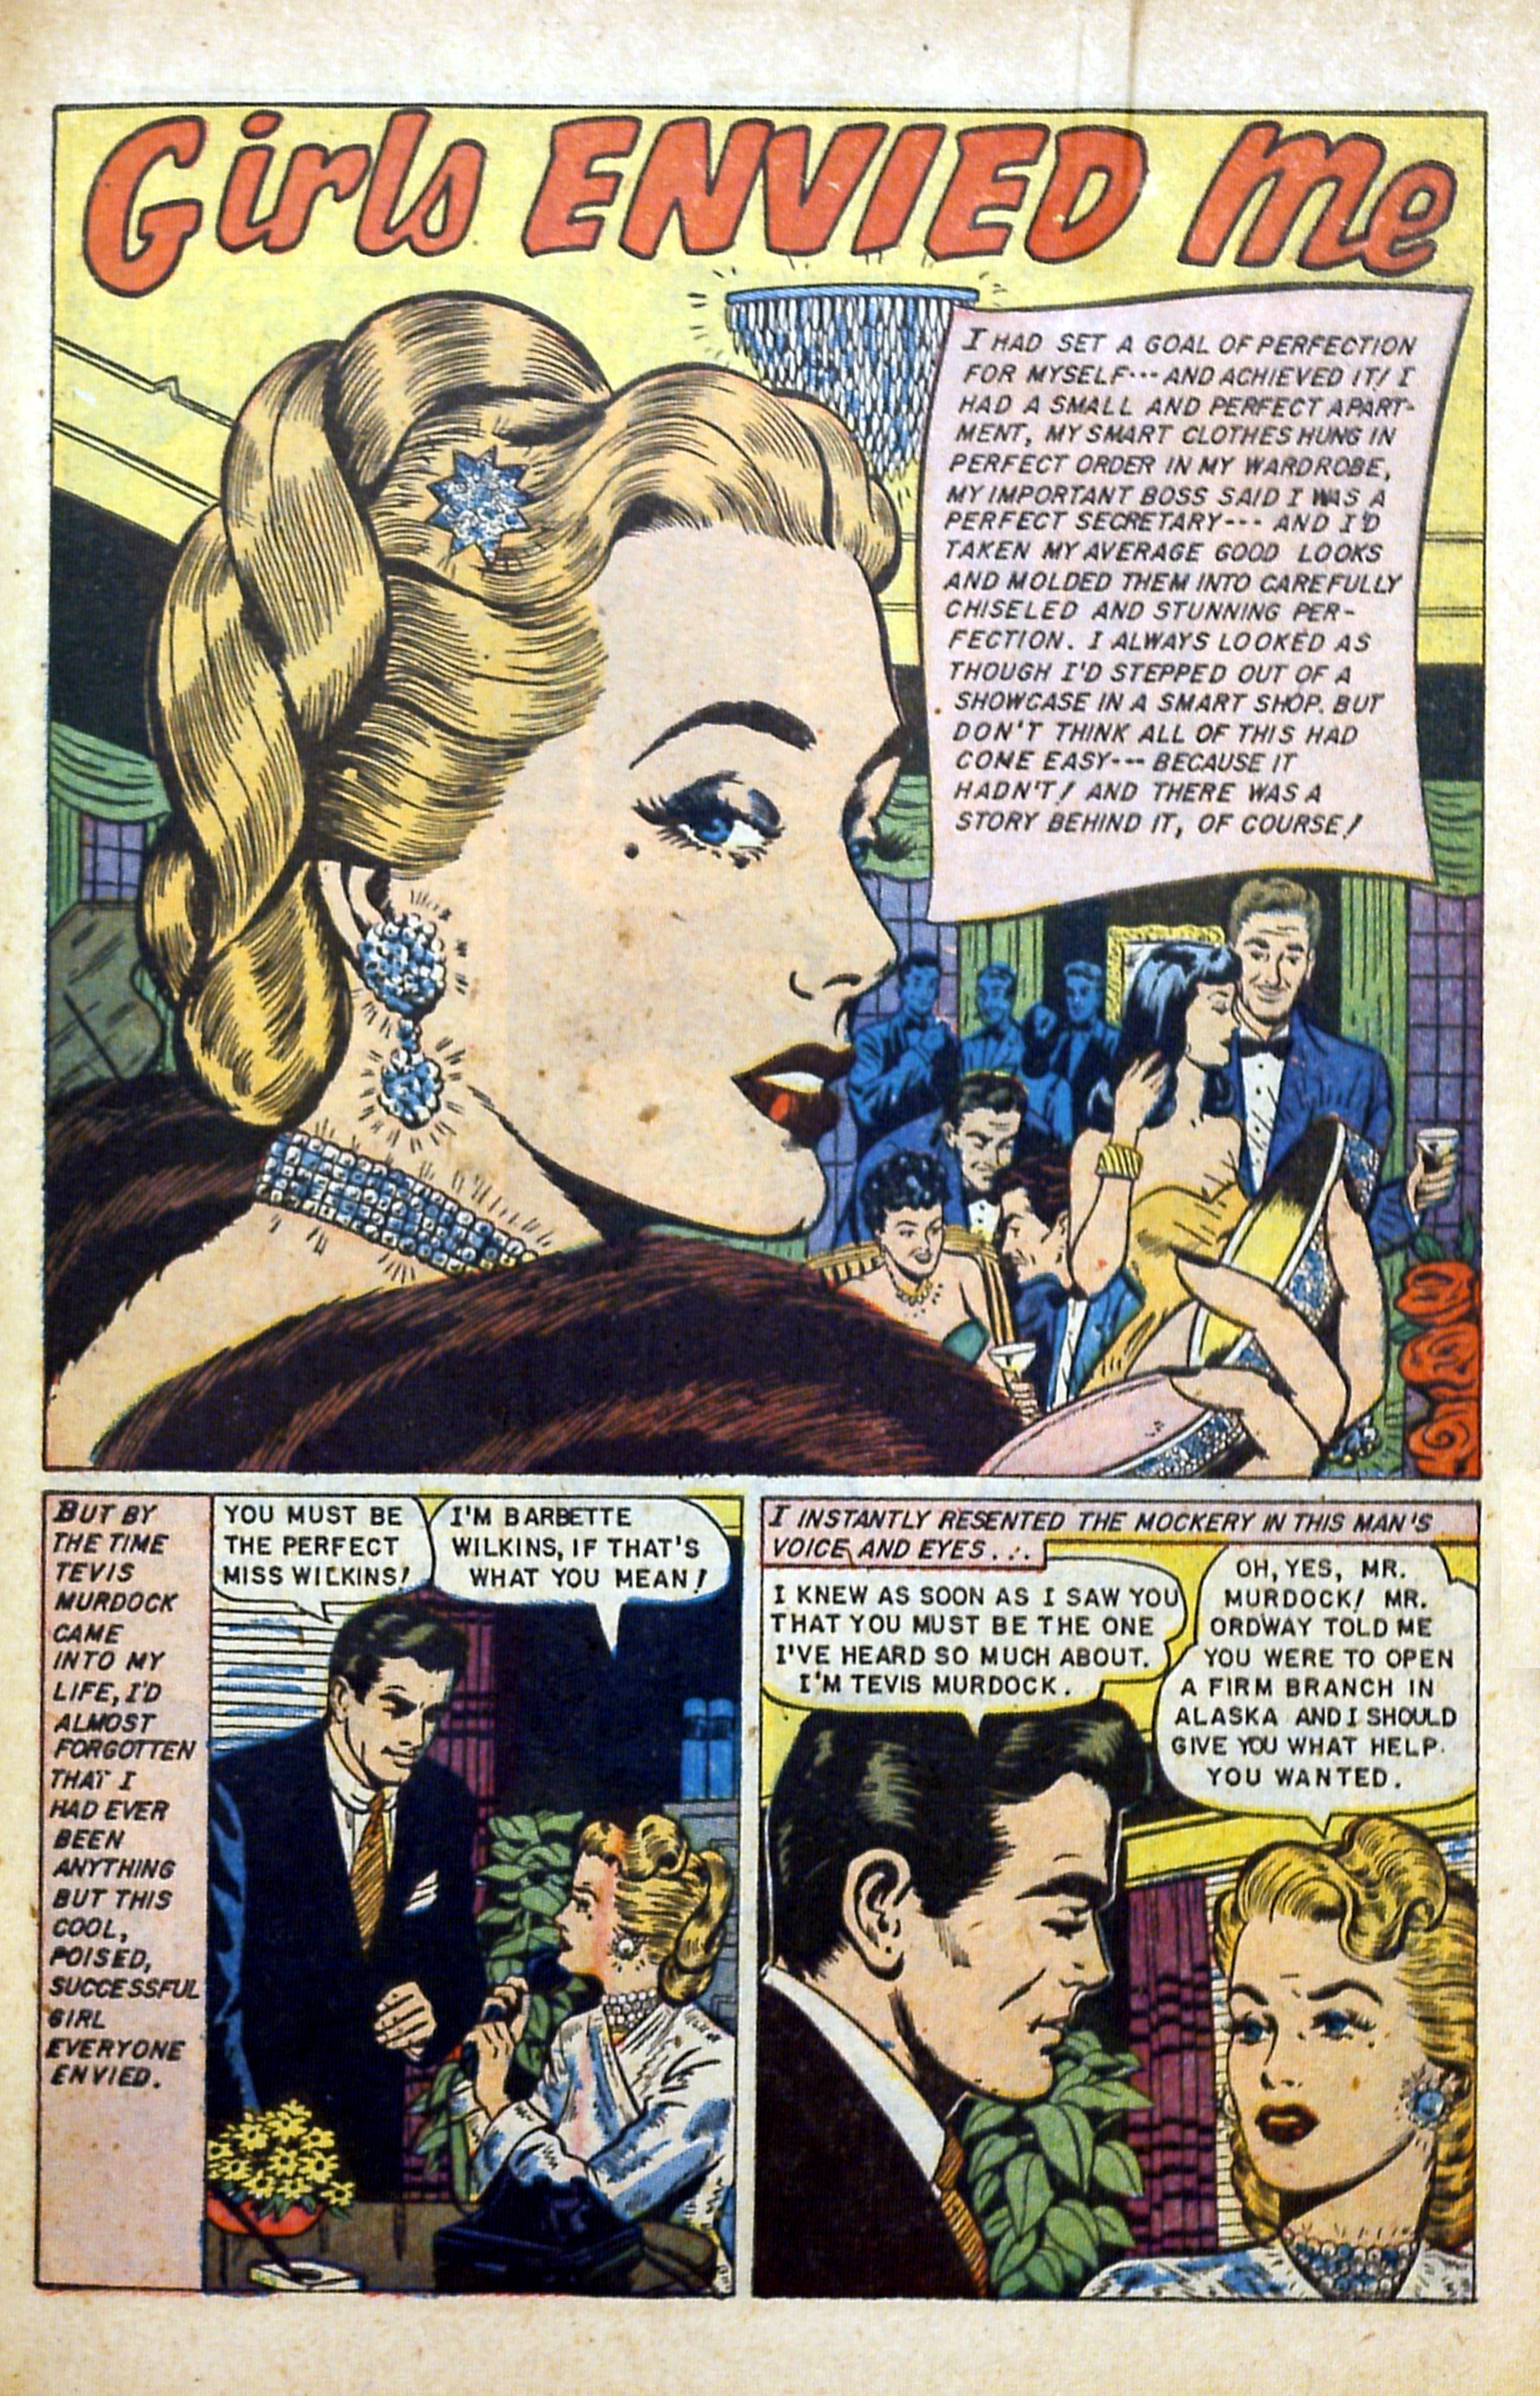 Girls ENVIED Me
I HAD SET A GOAL OF PERFECTION
FOR MYSELF--- AND ACHIEVED IT! I
HAD A SMALL AND PERFECT APART-
MENT, MY SMART CLOTHES HUNG IN
PERFECT ORDER IN MY WARDROBE,
MY IMPORTANT BOSS SAID I WAS A
PERFECT SECRETARY--- AND I'D
TAKEN MY AVERAGE GOOD LOOKS
AND MOLDED THEM INTO CAREFULLY
CHISELED AND STUNNING PER-
FECTION. I ALWAYS LOOKED AS
THOUGH I'D STEPPED OUT OF A
SHOWCASE IN A SMART SHOP. BUT
DON'T THINK ALL OF THIS HAD
COME EASY--- BECAUSE IT
HADN'T! AND THERE WAS A
STORY BEHIND IT, OF COURSE!
BUT BY
THE TIME
TEVIS
MURDOCK
CAME
INTO MY
LIFE, I'D
ALMOST
FORGOTTEN
THAT I
HAD EVER
BEEN
ANYTHING
BUT THIS
COOL,
POISED,
SUCCESSFUL
GIRL
EVERYONE
ENVIED.
YOU MUST BE
THE PERFECT
MISS WILKINS!
I'M BARBETTE
WILKINS, IF THAT'S
WHAT YOU MEAN!
I INSTANTLY RESENTED THE MOCKERY IN THIS MAN'S
VOICE AND EYES...
I KNEW AS SOON AS I SAW YOU
THAT YOU MUST BE THE ONE
I'VE HEARD SO MUCH ABOUT.
I'M TEVIS MURDOCK.
OH, YES, MR.
MURDOCK! MR.
ORDWAY TOLD ME
YOU WERE TO OPEN
A FIRM BRANCH IN
ALASKA AND I SHOULD
GIVE YOU WHAT HELP
YOU WANTED.